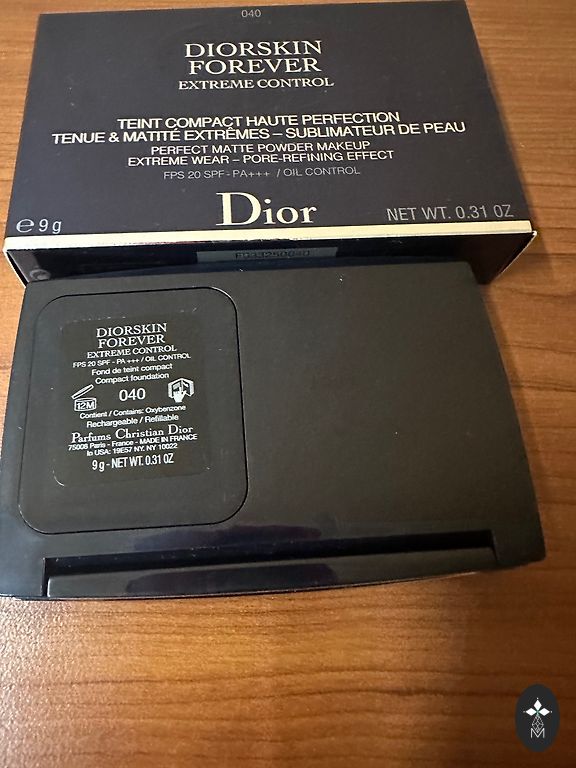 040
DIORSKIN
FOREVER
EXTREME CONTROL
TEINT COMPACT HAUTE PERFECTION
TENUE & MATITÉ EXTRÊMES – SUBLIMATEUR DE PEAU
PERFECT MATTE POWDER MAKEUP
EXTREME WEAR – PORE-REFINING EFFECT
FPS 20 SPF - PA+++ / OIL CONTROL
Dior
℮ 9 g
NET WT. 0.31 OZ
DIORSKIN
FOREVER
EXTREME CONTROL
FPS 20 SPF - PA +++ / OIL CONTROL
Fond de teint compact
Compact foundation
12M
040
Contient / Contains: Oxybenzone
Rechargeable / Refillable
Parfums Christian Dior
75008 Paris - France - MADE IN FRANCE
In USA: 19E57 NY. NY 10022
9 g - NET WT. 0.31 OZ
M